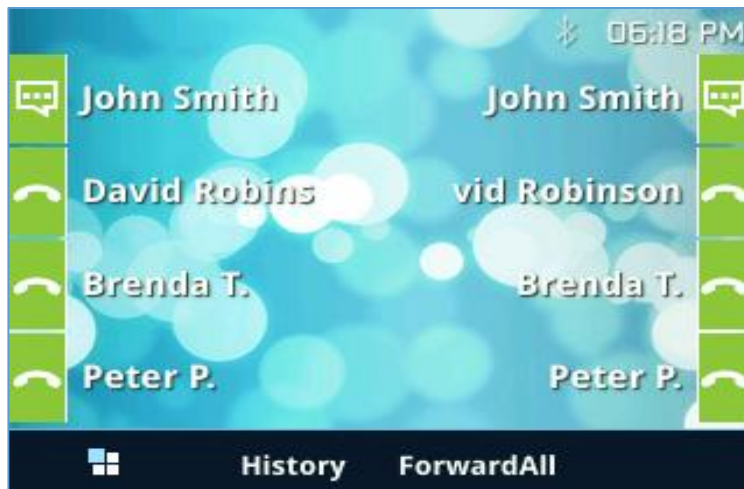 06:18 PM
John Smith John Smith
David Robins vid Robinson
Brenda T. Brenda T.
Peter P. Peter P.
History ForwardAll